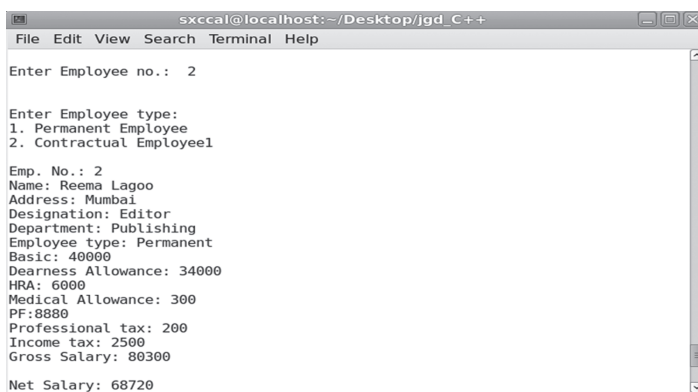 sxccal@localhost:~/Desktop/jgd_C++
File Edit View Search Terminal Help
Enter Employee no.: 2
Enter Employee type:
1. Permanent Employee
2. Contractual Employee1
Emp. No.: 2
Name: Reema Lagoo
Address: Mumbai
Designation: Editor
Department: Publishing
Employee type: Permanent
Basic: 40000
Dearness Allowance: 34000
HRA: 6000
Medical Allowance: 300
PF:8880
Professional tax: 200
Income tax: 2500
Gross Salary: 80300
Net Salary: 68720